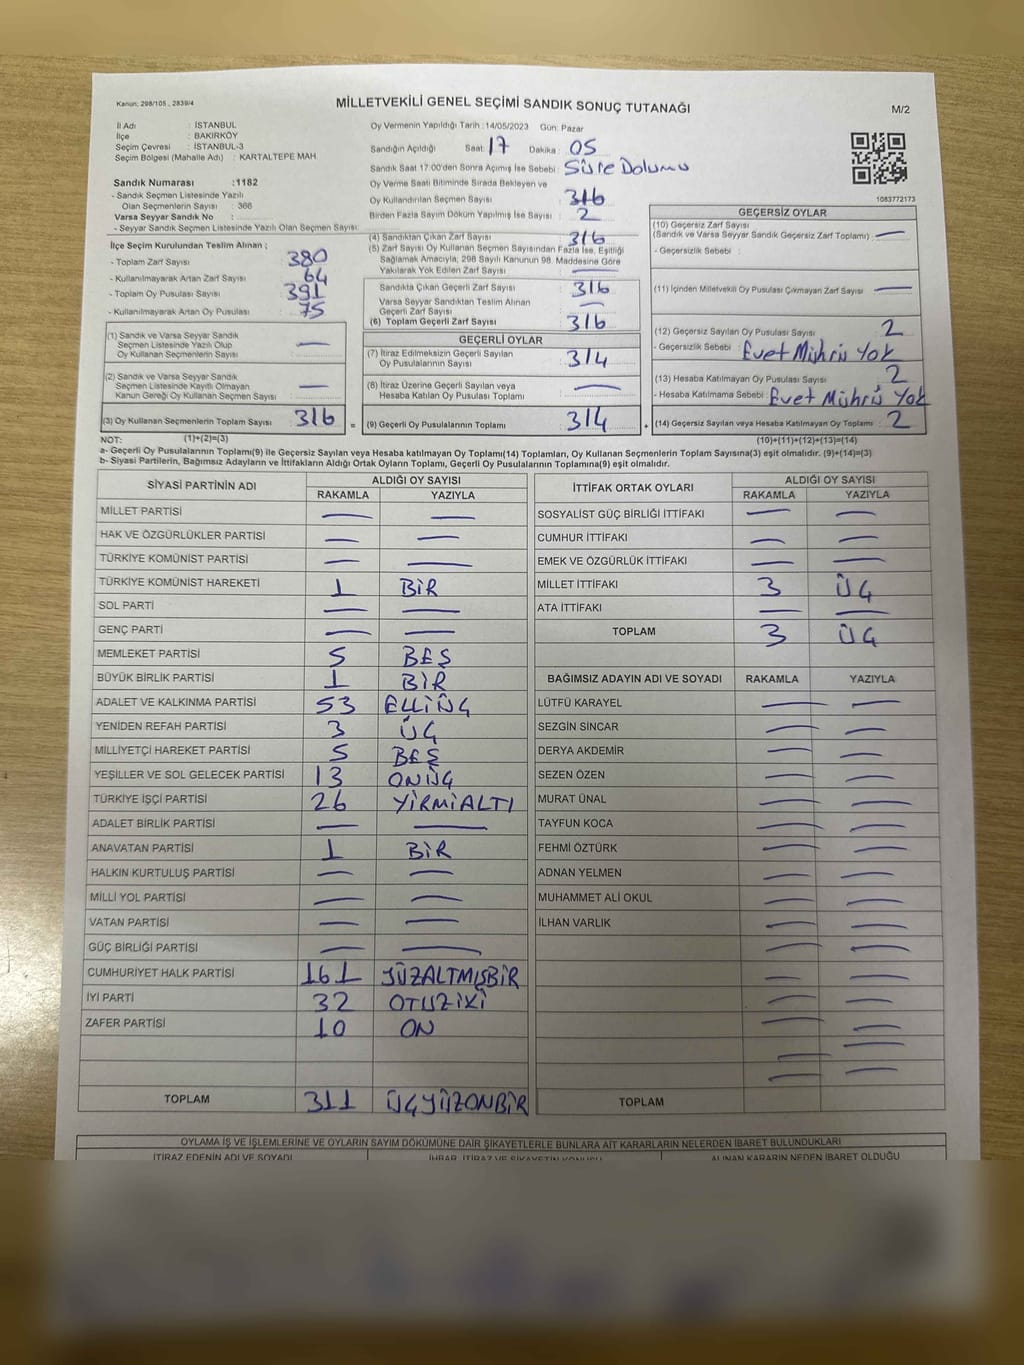 Kanun: 298/105 , 2839/4
MİLLETVEKİLİ GENEL SEÇİMİ SANDIK SONUÇ TUTANAĞI
M/2
İl Adı : İSTANBUL
İlçe : BAKIRKÖY
Seçim Çevresi : İSTANBUL-3
Seçim Bölgesi (Mahalle Adı) : KARTALTEPE MAH.
Sandık Numarası :1182
- Sandık Seçmen Listesinde Yazılı
Olan Seçmenlerin Sayısı : 366
Varsa Seyyar Sandık No :
- Seyyar Sandık Seçmen Listesinde Yazılı Olan Seçmen Sayısı:
İlçe Seçim Kurulundan Teslim Alınan ;
- Toplam Zarf Sayısı : 380
- Kullanılmayarak Artan Zarf Sayısı : 64
- Toplam Oy Pusulası Sayısı : 391
- Kullanılmayarak Artan Oy Pusulası : 75
(1) Sandık ve Varsa Seyyar Sandık
Seçmen Listesinde Yazılı Olup
Oy Kullanan Seçmenlerin Sayısı : —
(2) Sandık ve Varsa Seyyar Sandık
Seçmen Listesinde Kayıtlı Olmayan
Kanun Gereği Oy Kullanan Seçmen Sayısı : —
(3) Oy Kullanan Seçmenlerin Toplam Sayısı : 316 =
Oy Vermenin Yapıldığı Tarih : 14/05/2023 Gün: Pazar
Sandığın Açıldığı Saat : 17 Dakika : 05
Sandık Saat 17:00'den Sonra Açımış İse Sebebi : Süre Dolumu
Oy Verme Saati Bitiminde Sırada Bekleyen ve
Oy Kullandırılan Seçmen Sayısı : 316
Birden Fazla Sayım Döküm Yapılmış İse Sayısı : 2
(4) Sandıktan Çıkan Zarf Sayısı : 316
(5) Zarf Sayısı Oy Kullanan Seçmen Sayısından Fazla İse, Eşitliği
Sağlamak Amacıyla, 298 Sayılı Kanunun 98. Maddesine Göre
Yakılarak Yok Edilen Zarf Sayısı : —
Sandıkta Çıkan Geçerli Zarf Sayısı : 316
Varsa Seyyar Sandıktan Teslim Alınan
Geçerli Zarf Sayısı : —
(6) Toplam Geçerli Zarf Sayısı : 316
GEÇERLİ OYLAR
(7) İtiraz Edilmeksizin Geçerli Sayılan
Oy Pusulalarının Sayısı : 314
(8) İtiraz Üzerine Geçerli Sayılan veya
Hesaba Katılan Oy Pusulası Toplamı : —
(9) Geçerli Oy Pusulalarının Toplamı : 314 +
1083772173
GEÇERSİZ OYLAR
(10) Geçersiz Zarf Sayısı
(Sandık ve Varsa Seyyar Sandık Geçersiz Zarf Toplamı) : —
- Geçersizlik Sebebi :
(11) İçinden Milletvekili Oy Pusulası Çıkmayan Zarf Sayısı : —
(12) Geçersiz Sayılan Oy Pusulası Sayısı : 2
- Geçersizlik Sebebi : Evet Mührü Yok
(13) Hesaba Katılmayan Oy Pusulası Sayısı : 2
- Hesaba Katılmama Sebebi : Evet Mührü Yok
(14) Geçersiz Sayılan veya Hesaba Katılmayan Oy Toplamı : 2
NOT: (1)+(2)=(3) (10)+(11)+(12)+(13)=(14)
a- Geçerli Oy Pusulalarının Toplamı(9) ile Geçersiz Sayılan veya Hesaba katılmayan Oy Toplamı(14) Toplamları, Oy Kullanan Seçmenlerin Toplam Sayısına(3) eşit olmalıdır. (9)+(14)=(3)
b- Siyasi Partilerin, Bağımsız Adayların ve İttifakların Aldığı Ortak Oyların Toplamı, Geçerli Oy Pusulalarının Toplamına(9) eşit olmalıdır.
SİYASİ PARTİNİN ADI ALDIĞI OY SAYISI
RAKAMLA YAZIYLA
MİLLET PARTİSİ — —
HAK VE ÖZGÜRLÜKLER PARTİSİ — —
TÜRKİYE KOMÜNİST PARTİSİ — —
TÜRKİYE KOMÜNİST HAREKETİ 1 BİR
SOL PARTİ — —
GENÇ PARTİ — —
MEMLEKET PARTİSİ 5 BEŞ
BÜYÜK BİRLİK PARTİSİ 1 BİR
ADALET VE KALKINMA PARTİSİ 53 ELLİÜÇ
YENİDEN REFAH PARTİSİ 3 ÜÇ
MİLLİYETÇİ HAREKET PARTİSİ 5 BEŞ
YEŞİLLER VE SOL GELECEK PARTİSİ 13 ONÜÇ
TÜRKİYE İŞÇİ PARTİSİ 26 YİRMİALTI
ADALET BİRLİK PARTİSİ — —
ANAVATAN PARTİSİ 1 BİR
HALKIN KURTULUŞ PARTİSİ — —
MİLLİ YOL PARTİSİ — —
VATAN PARTİSİ — —
GÜÇ BİRLİĞİ PARTİSİ — —
CUMHURİYET HALK PARTİSİ 161 YÜZALTMIŞBİR
İYİ PARTİ 32 OTUZİKİ
ZAFER PARTİSİ 10 ON
TOPLAM 311 ÜÇYÜZONBİR
İTTİFAK ORTAK OYLARI ALDIĞI OY SAYISI
RAKAMLA YAZIYLA
SOSYALİST GÜÇ BİRLİĞİ İTTİFAKI — —
CUMHUR İTTİFAKI — —
EMEK VE ÖZGÜRLÜK İTTİFAKI — —
MİLLET İTTİFAKI 3 ÜÇ
ATA İTTİFAKI — —
TOPLAM 3 ÜÇ
BAĞIMSIZ ADAYIN ADI VE SOYADI RAKAMLA YAZIYLA
LÜTFÜ KARAYEL — —
SEZGİN SİNCAR — —
DERYA AKDEMİR — —
SEZEN ÖZEN — —
MURAT ÜNAL — —
TAYFUN KOCA — —
FEHMİ ÖZTÜRK — —
ADNAN YELMEN — —
MUHAMMET ALİ OKUL — —
İLHAN VARLIK — —
TOPLAM
OYLAMA İŞ VE İŞLEMLERİNE VE OYLARIN SAYIM DÖKÜMÜNE DAİR ŞİKAYETLERLE BUNLARA AİT KARARLARIN NELERDEN İBARET BULUNDUKLARI
İTİRAZ EDENİN ADI VE SOYADI İHBAR, İTİRAZ VE ŞİKAYETİN KONUSU ALINAN KARARIN NEDEN İBARET OLDUĞU